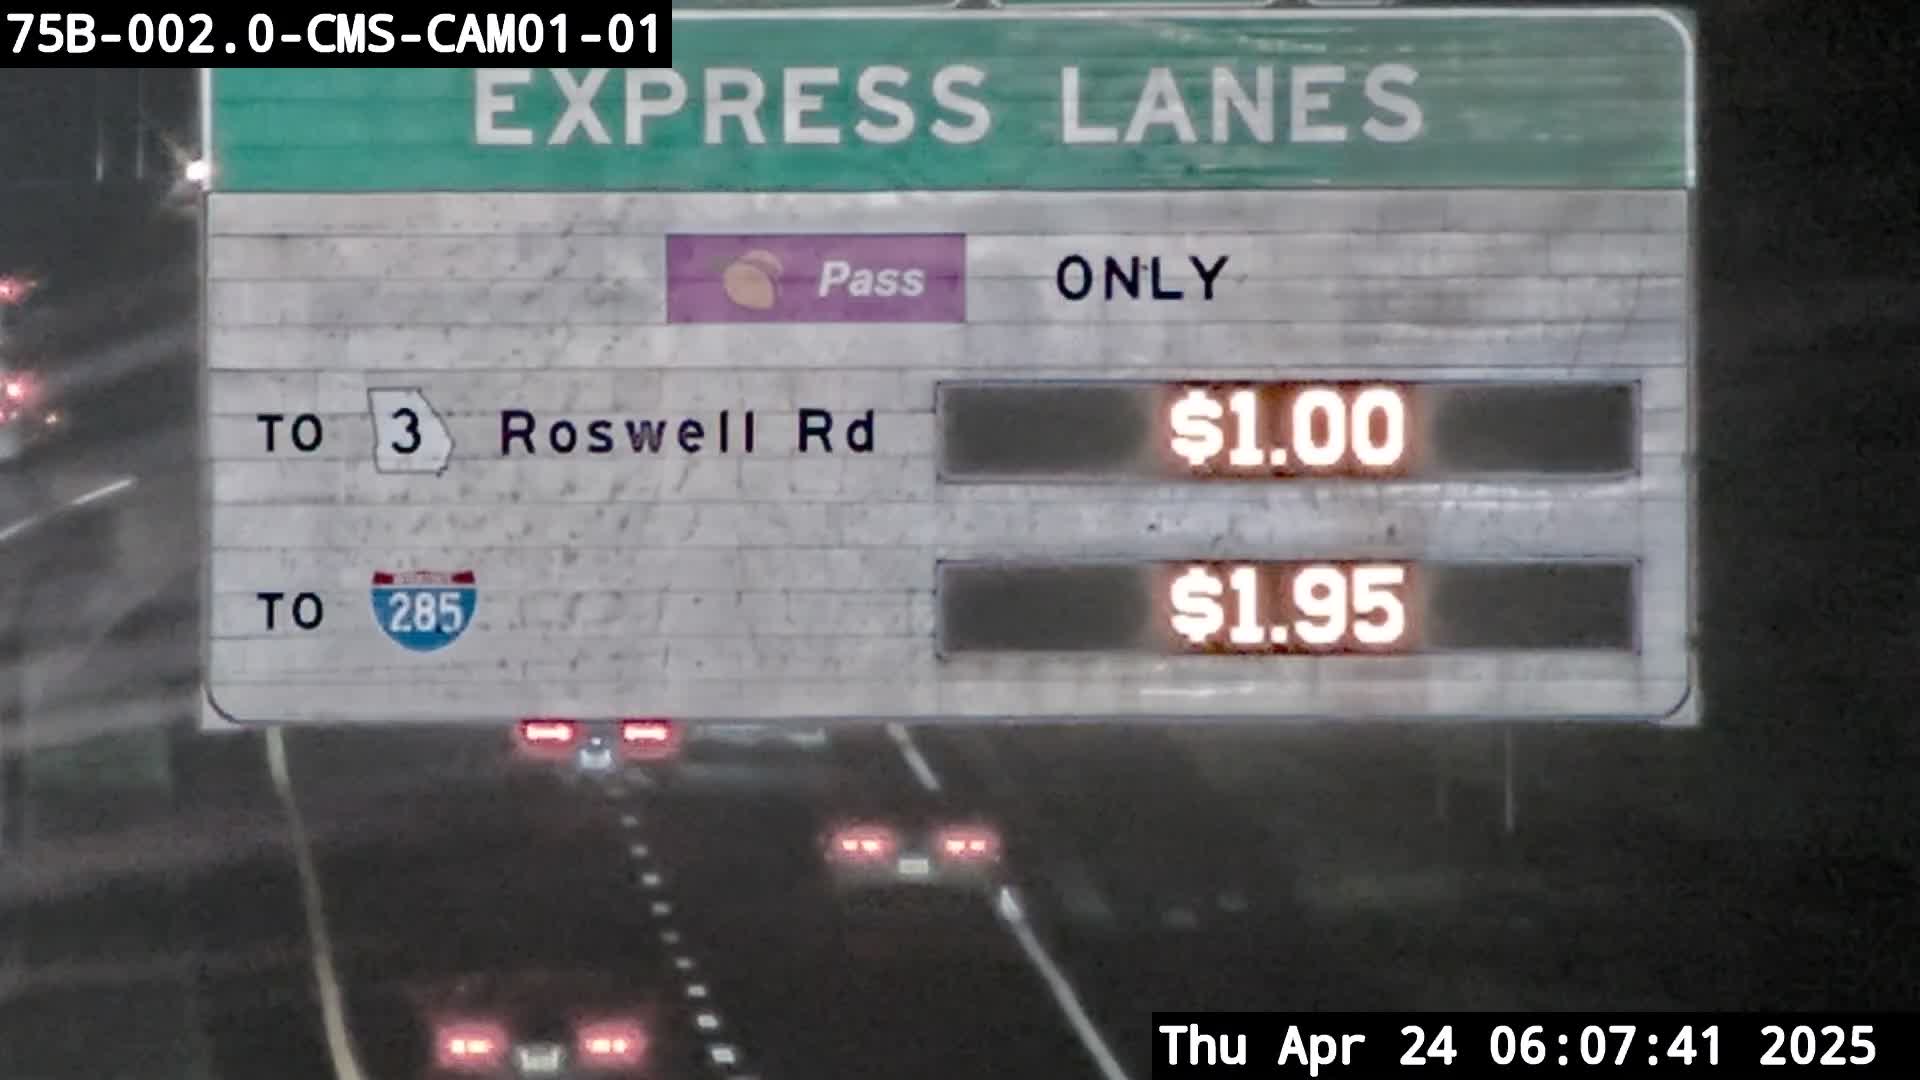 75B-002.0-CMS-CAM01-01
EXPRESS LANES
Pass ONLY
TO 3 Roswell Rd $1.00
TO 285 $1.95
Thu Apr 24 06:07:41 2025